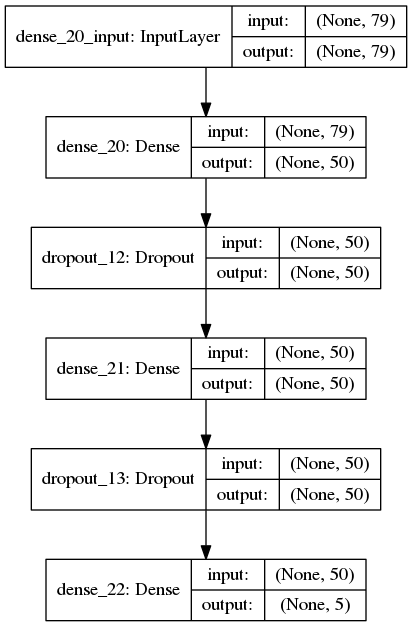 dense_20_input: InputLayer
input: (None, 79)
output: (None, 79)
dense_20: Dense
input: (None, 79)
output: (None, 50)
dropout_12: Dropout
input: (None, 50)
output: (None, 50)
dense_21: Dense
input: (None, 50)
output: (None, 50)
dropout_13: Dropout
input: (None, 50)
output: (None, 50)
dense_22: Dense
input: (None, 50)
output: (None, 5)